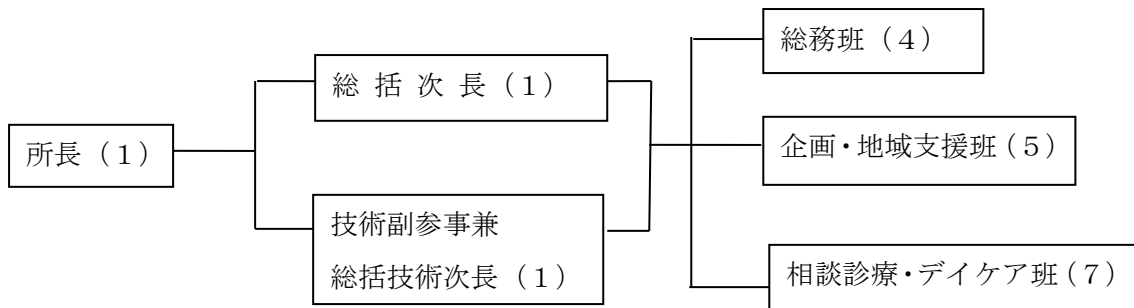 所長（１）
総 括 次 長（１）
技術副参事兼
総括技術次長（１）
総務班（４）
企画・地域支援班（５）
相談診療・デイケア班（７）